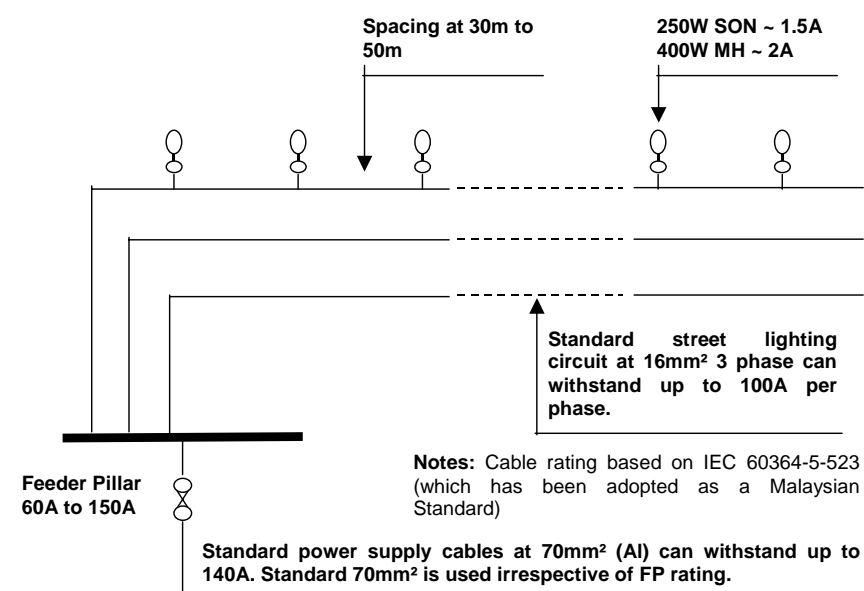 Spacing at 30m to
50m
250W SON ~ 1.5A
400W MH ~ 2A
Standard street lighting
circuit at 16mm² 3 phase can
withstand up to 100A per
phase.
Notes: Cable rating based on IEC 60364-5-523
(which has been adopted as a Malaysian
Standard)
Feeder Pillar
60A to 150A
Standard power supply cables at 70mm² (Al) can withstand up to
140A. Standard 70mm² is used irrespective of FP rating.